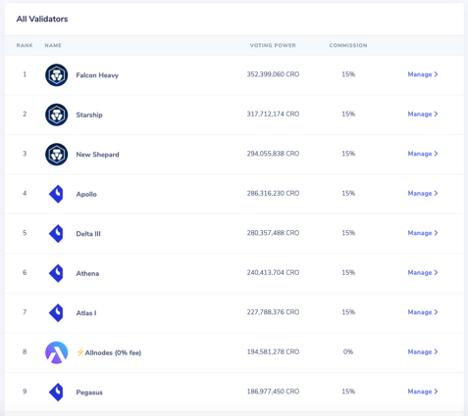 All Validators
RANK NAME VOTING POWER COMMISSION
1 Falcon Heavy 352,399,060 CRO 15% Manage >
2 Starship 317,712,174 CRO 15% Manage >
3 New Shepard 294,055,838 CRO 15% Manage >
4 Apollo 286,316,230 CRO 15% Manage >
5 Delta III 280,357,488 CRO 15% Manage >
6 Athena 240,413,704 CRO 15% Manage >
7 Atlas I 227,788,376 CRO 15% Manage >
8 ⚡Allnodes (0% fee) 194,581,278 CRO 0% Manage >
9 Pegasus 186,977,450 CRO 15% Manage >